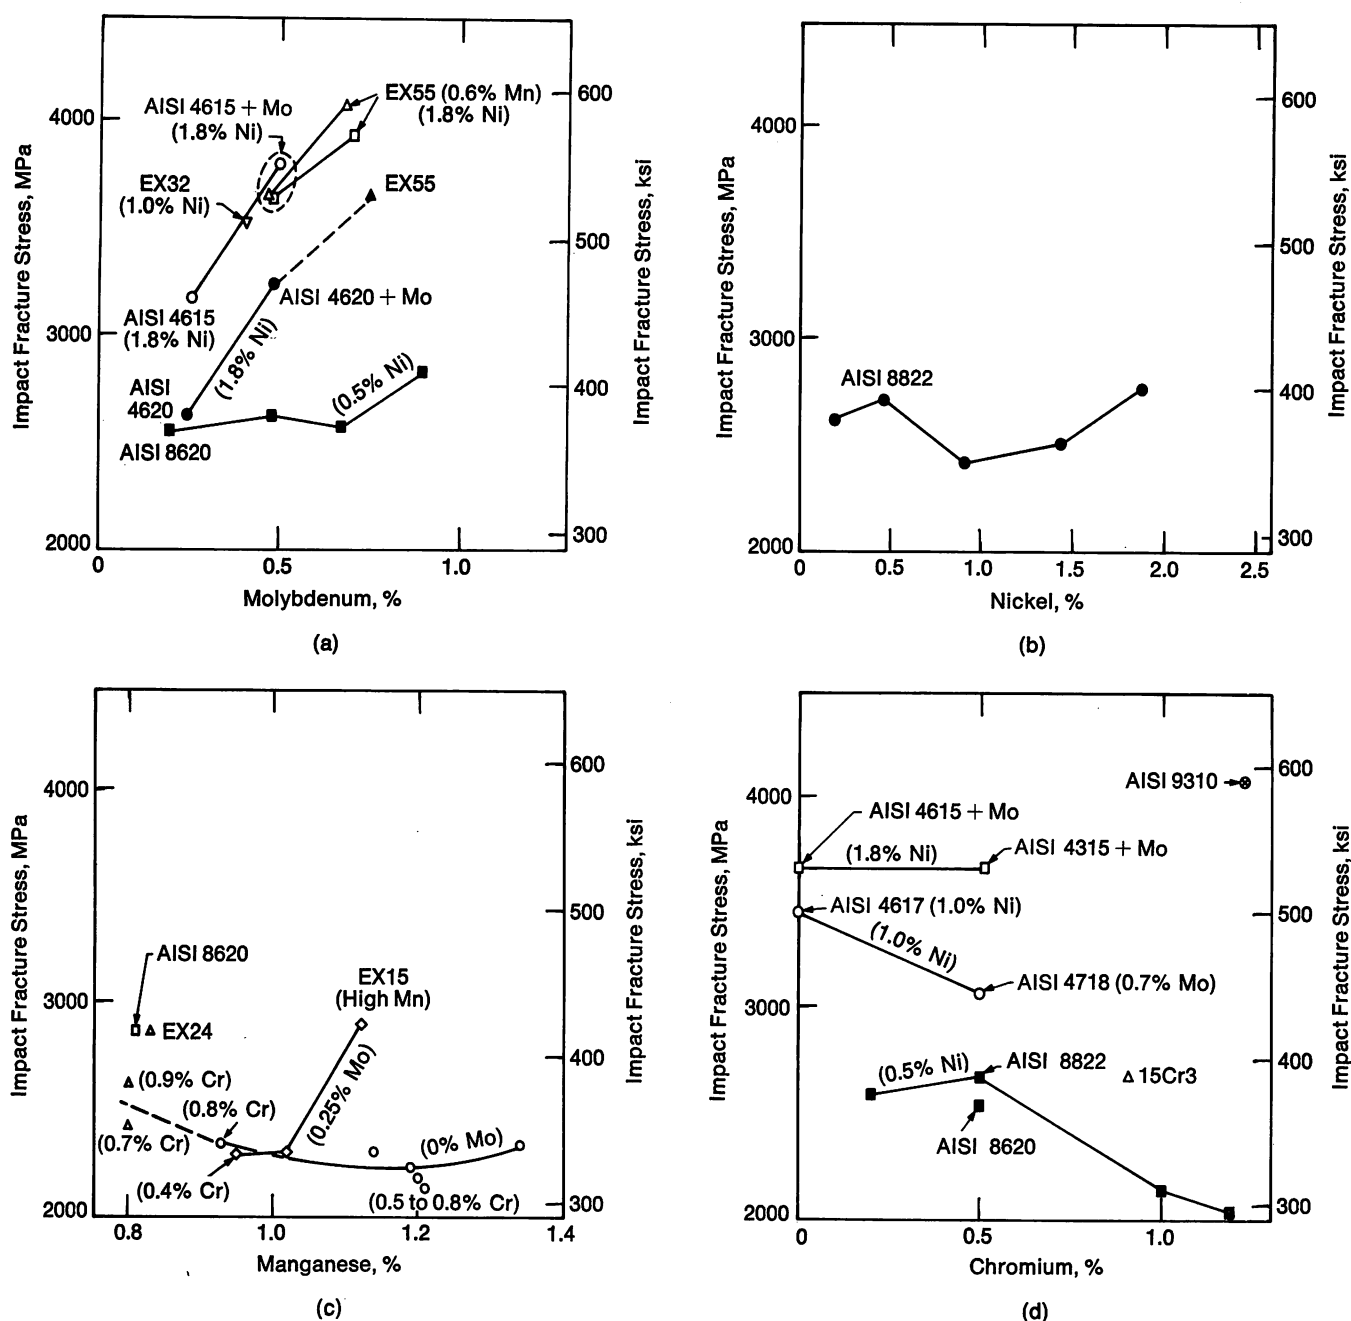 AISI 4615 + Mo
(1.8% Ni)
EX55 (0.6% Mn)
(1.8% Ni)
600
4000
EX32
(1.0% Ni)
EX55
500
AISI 4620 + Mo
AISI 4615
(1.8% Ni)
3000
(1.8% Ni)
(0.5% Ni)
400
AISI
4620
AISI 8620
300
2000
0
0.5
1.0
Molybdenum, %
Impact Fracture Stress, MPa
Impact Fracture Stress, ksi
(a)
600
4000
500
3000
AISI 8822
400
300
2000
0
0.5
1.0
1.5
2.0
2.5
Nickel, %
Impact Fracture Stress, MPa
Impact Fracture Stress, ksi
(b)
600
4000
500
AISI 8620
EX15
(High Mn)
3000
EX24
400
(0.9% Cr)
(0.8% Cr)
(0.25% Mo)
(0.7% Cr)
(0% Mo)
(0.4% Cr)
(0.5 to 0.8% Cr)
300
2000
0.8
1.0
1.2
1.4
Manganese, %
Impact Fracture Stress, MPa
Impact Fracture Stress, ksi
(c)
600
AISI 9310
4000
AISI 4615 + Mo
(1.8% Ni)
AISI 4315 + Mo
AISI 4617 (1.0% Ni)
500
(1.0% Ni)
AISI 4718 (0.7% Mo)
3000
(0.5% Ni)
AISI 8822
400
15Cr3
AISI 8620
300
2000
0
0.5
1.0
Chromium, %
Impact Fracture Stress, MPa
Impact Fracture Stress, ksi
(d)